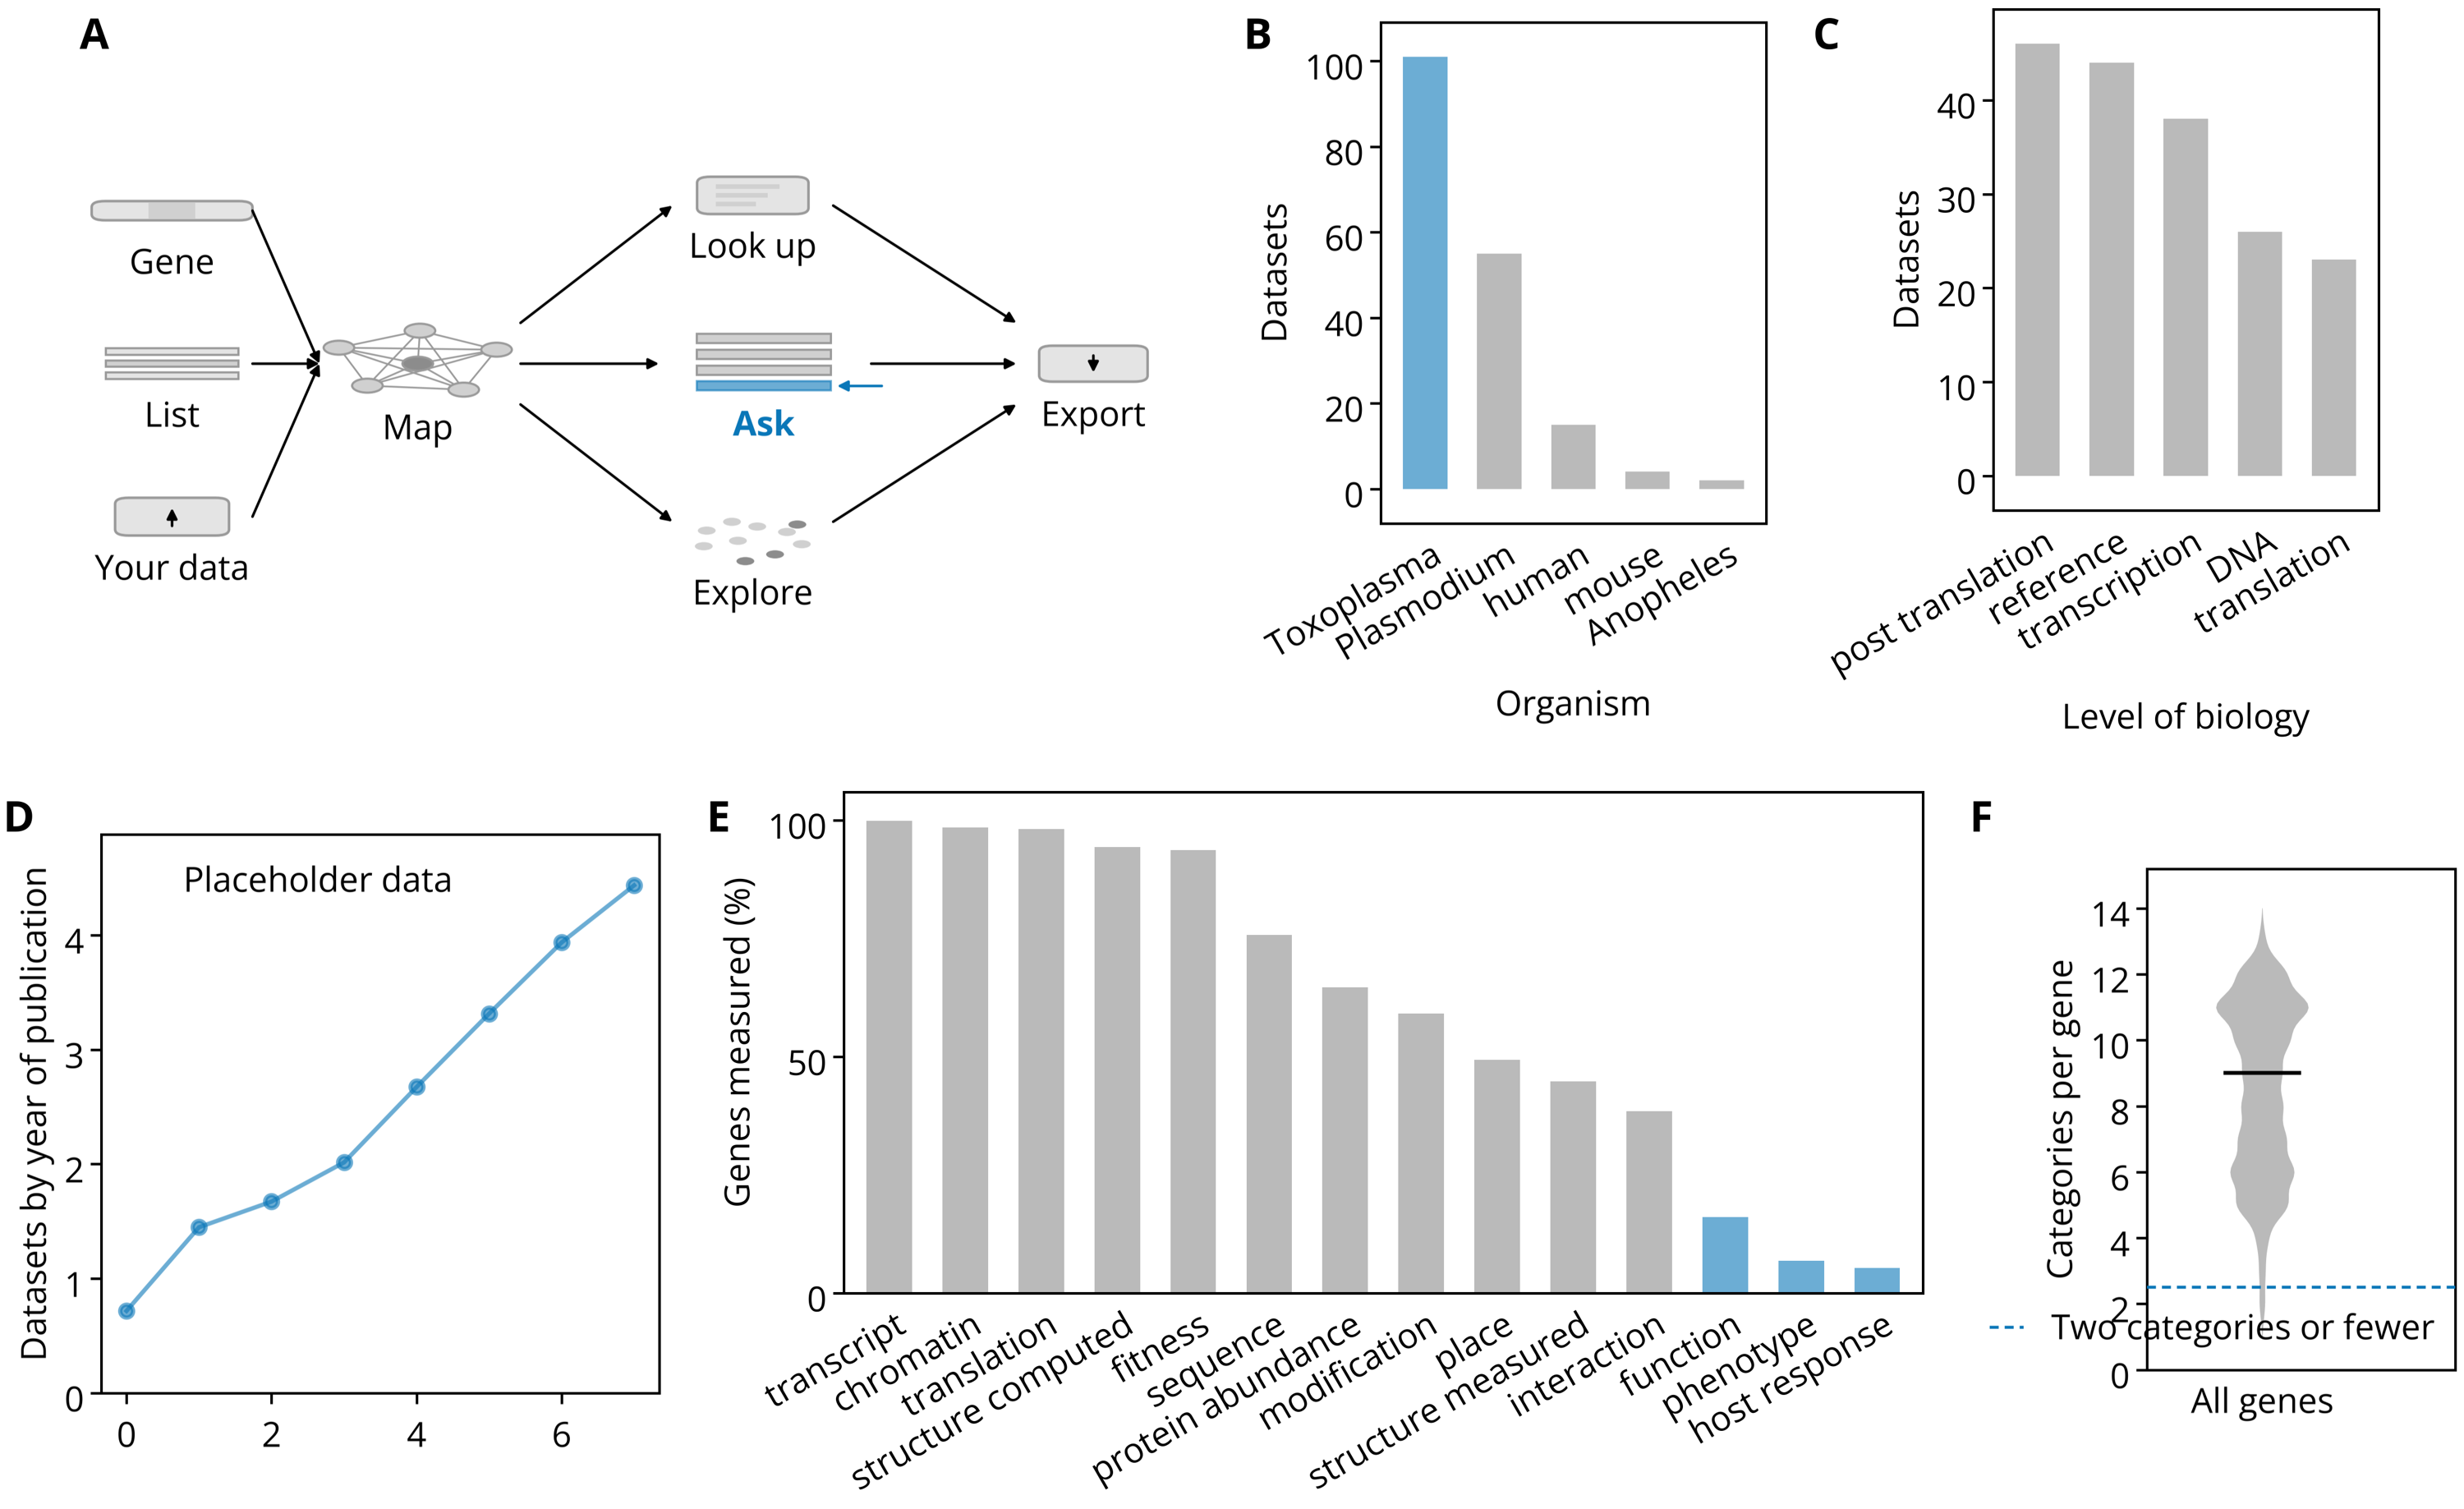 A
Gene
List
Your data
Map
Look up
Ask
Explore
Export
B
Datasets
100
80
60
40
20
0
Toxoplasma
Plasmodium
human
mouse
Anopheles
Organism
C
Datasets
40
30
20
10
0
post translation
reference
transcription
DNA
translation
Level of biology
D
Placeholder data
Datasets by year of publication
4
3
2
1
0
0
2
4
6
E
Genes measured (%)
100
50
0
transcript
chromatin
translation
structure computed
fitness
sequence
protein abundance
modification
place
structure measured
interaction
function
phenotype
host response
F
Categories per gene
14
12
10
8
6
4
2
0
Two categories or fewer
All genes